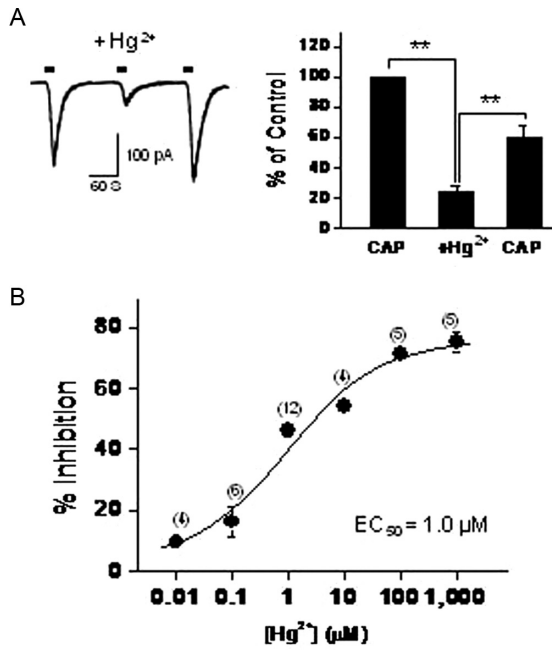 A
+ Hg2+
100 pA
60 S
% of Control
120
100
80
60
40
20
0
**
**
CAP
+Hg2+
CAP
B
% Inhibition
80
60
40
20
0
(4)
(6)
(12)
(4)
(5)
(5)
EC50 = 1.0 µM
0.01
0.1
1
10
100
1,000
[Hg2+] (µM)